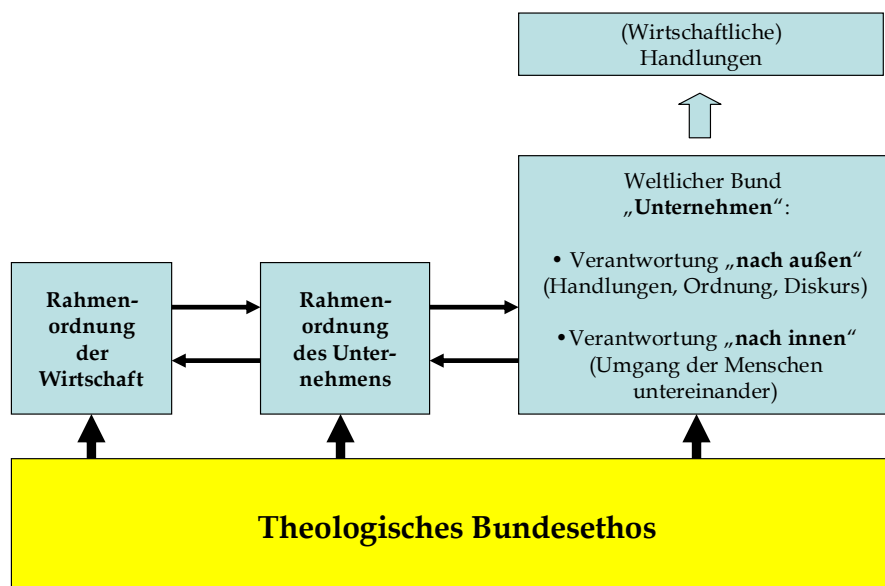 (Wirtschaftliche)
Handlungen
Weltlicher Bund
„Unternehmen“:
• Verantwortung „nach außen“
(Handlungen, Ordnung, Diskurs)
•Verantwortung „nach innen“
(Umgang der Menschen
untereinander)
Rahmen-
ordnung
der
Wirtschaft
Rahmen-
ordnung
des Unter-
nehmens
Theologisches Bundesethos